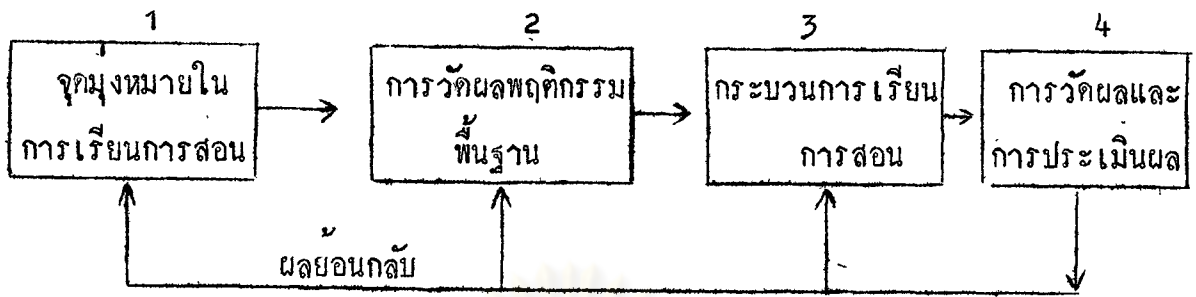 1
จุดมุ่งหมายใน
การเรียนการสอน
2
การวัดผลพฤติกรรม
พื้นฐาน
3
กระบวนการเรียน
การสอน
4
การวัดผลและ
การประเมินผล
ผลย้อนกลับ